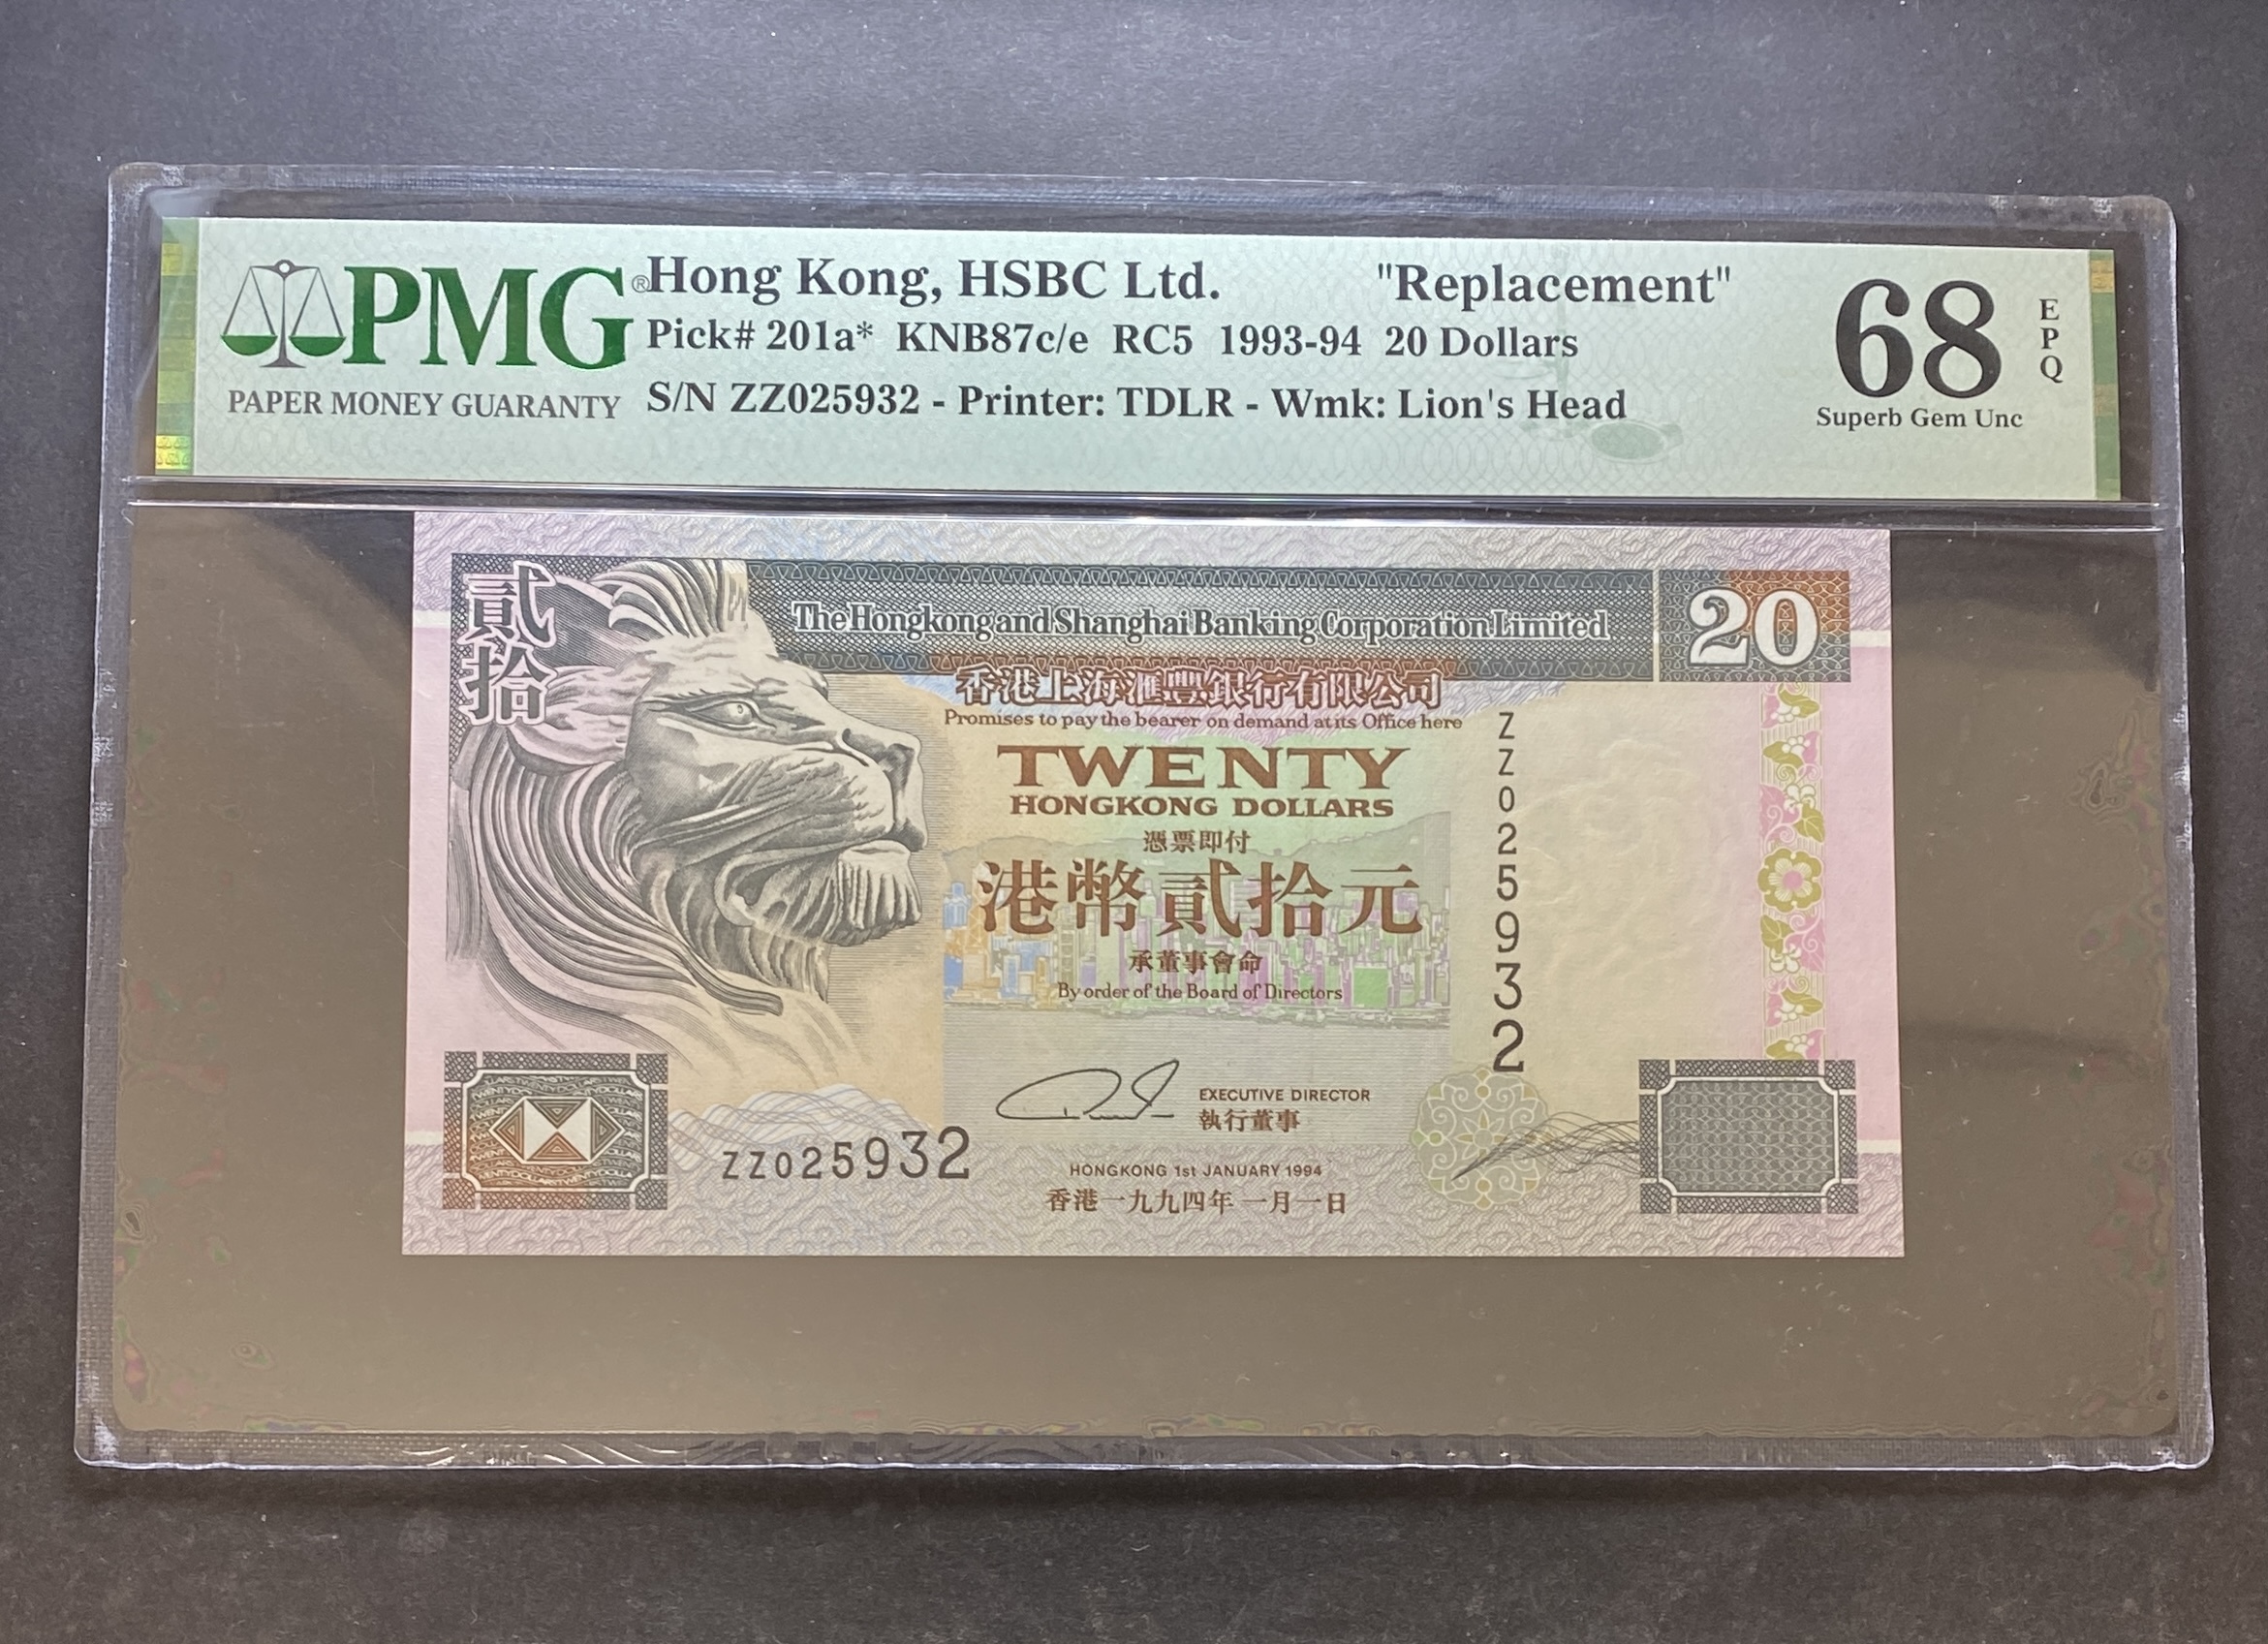 PMG®
PAPER MONEY GUARANTY
Hong Kong, HSBC Ltd. "Replacement"
Pick# 201a* KNB87c/e RC5 1993-94 20 Dollars
S/N ZZ025932 - Printer: TDLR - Wmk: Lion's Head
68
EPQ
Superb Gem Unc
貳拾
The Hongkong and Shanghai Banking Corporation Limited
20
香港上海滙豐銀行有限公司
Promises to pay the bearer on demand at its Office here
TWENTY
HONGKONG DOLLARS
憑票即付
港幣貳拾元
承董事會命
By order of the Board of Directors
ZZ025932
EXECUTIVE DIRECTOR
執行董事
ZZ025932
HONGKONG 1st JANUARY 1994
香港一九九四年一月一日